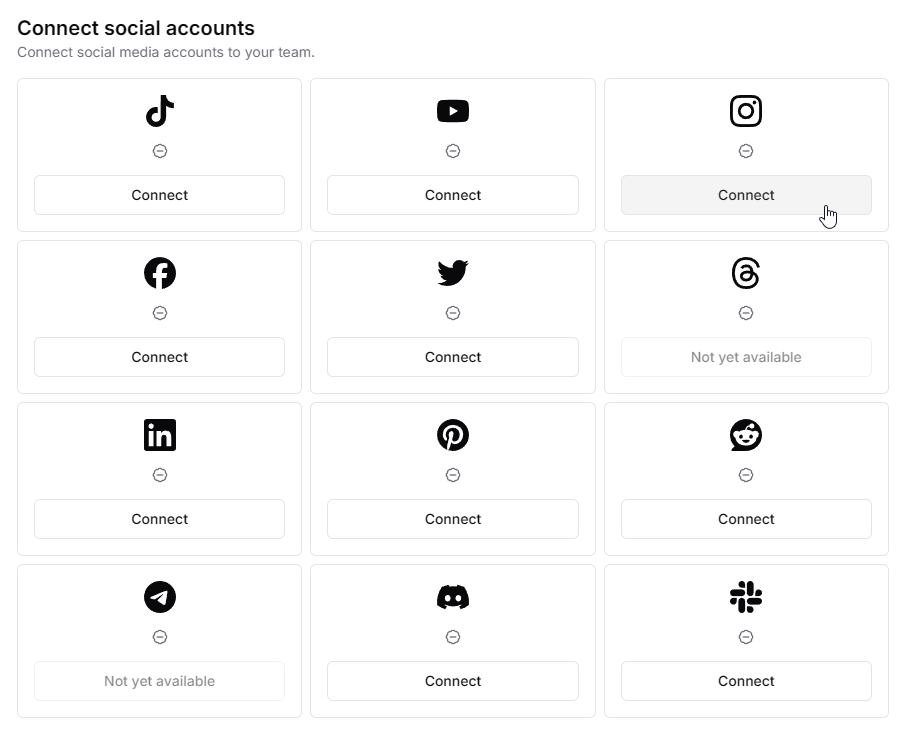 Connect social accounts
Connect social media accounts to your team.
Connect
Connect
Connect
Connect
Connect
Not yet available
in
Connect
Connect
Connect
Not yet available
Connect
Connect